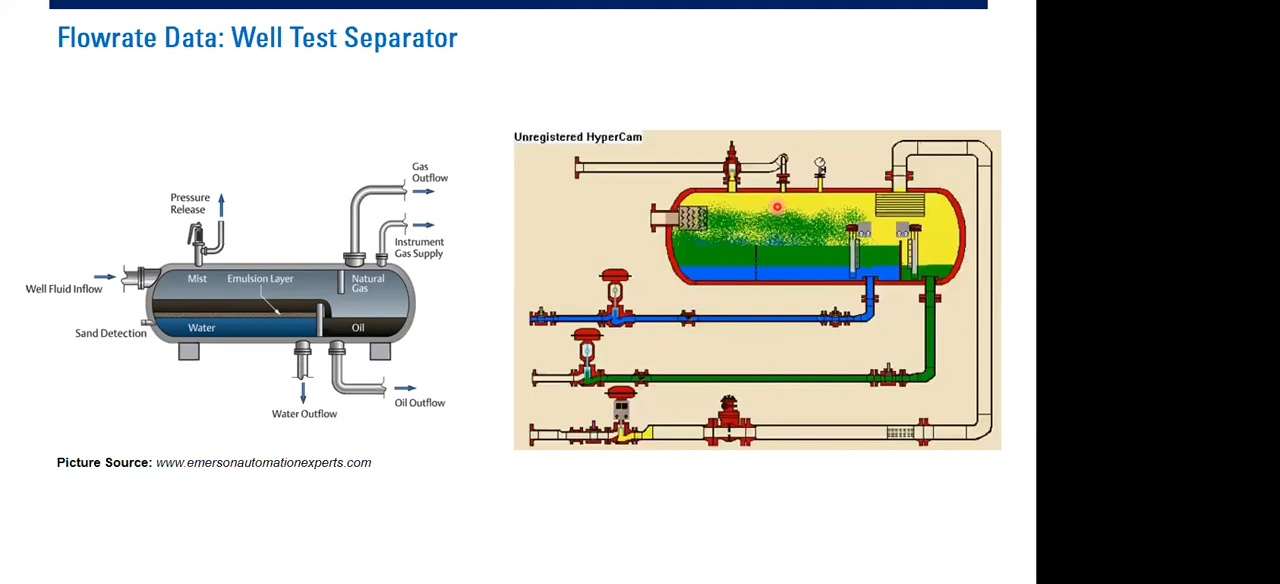 Flowrate Data: Well Test Separator
Gas
Outflow
Pressure
Release
Instrument
Gas Supply
Well Fluid Inflow
Mist
Emulsion Layer
Natural
Gas
Sand Detection
Water
Oil
Water Outflow
Oil Outflow
Picture Source: www.emersonautomationexperts.com
Unregistered HyperCam